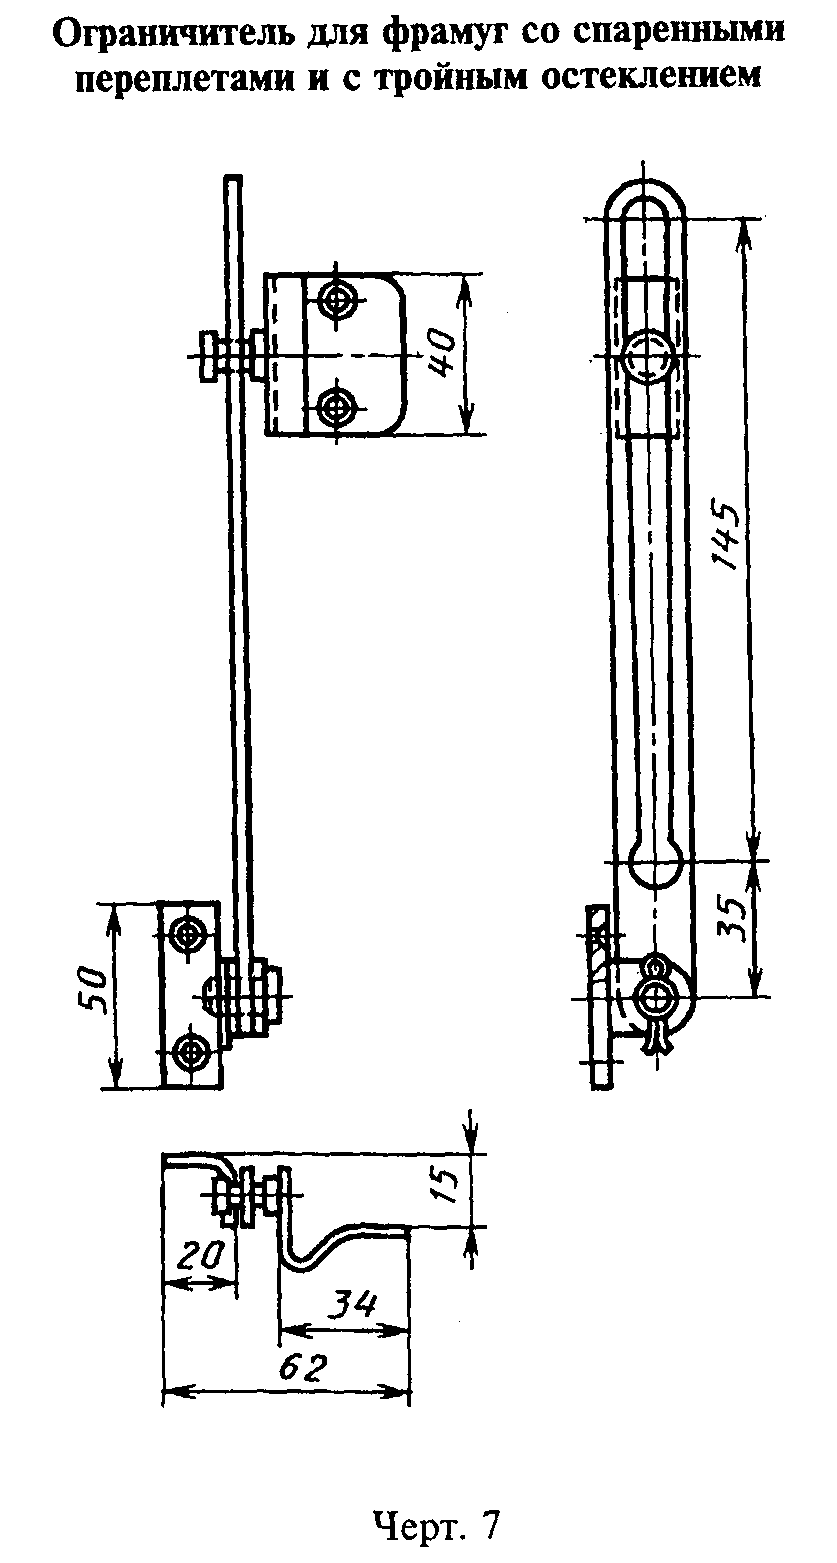 Ограничитель для фрамуг со спаренными
переплетами и с тройным остеклением
40
145
35
50
15
20
34
62
Черт. 7